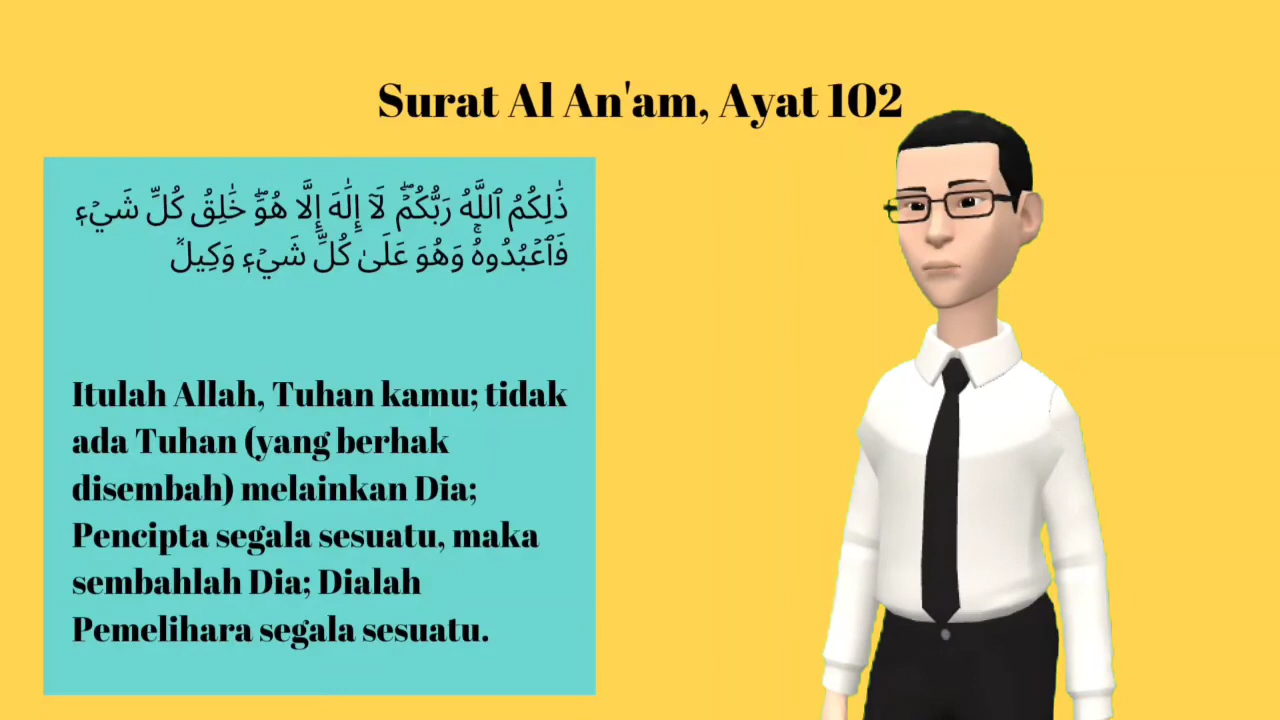 Surat Al An'am, Ayat 102
ذَٰلِكُمُ ٱللَّهُ رَبُّكُمۡۖ لَآ إِلَٰهَ إِلَّا هُوَۖ خَٰلِقُ كُلِّ شَيۡءٖ
فَٱعۡبُدُوهُۚ وَهُوَ عَلَىٰ كُلِّ شَيۡءٖ وَكِيلٞ
Itulah Allah, Tuhan kamu; tidak
ada Tuhan (yang berhak
disembah) melainkan Dia;
Pencipta segala sesuatu, maka
sembahlah Dia; Dialah
Pemelihara segala sesuatu.